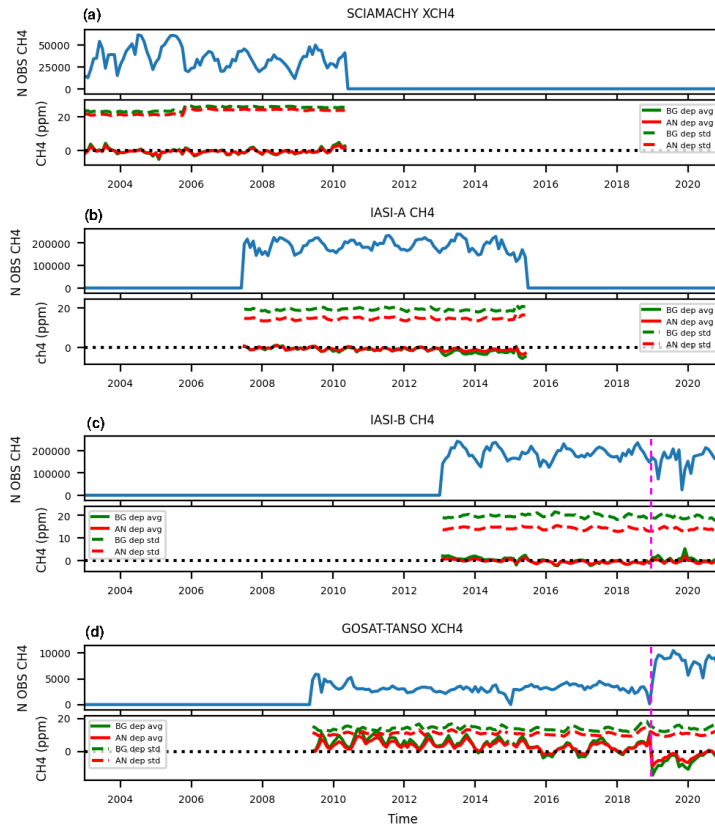 (a)
SCIAMACHY XCH4
N OBS CH4
50000
25000
0
CH4 (ppm)
20
0
BG dep avg
AN dep avg
BG dep std
AN dep std
2004 2006 2008 2010 2012 2014 2016 2018 2020
(b)
IASI-A CH4
N OBS CH4
200000
100000
0
ch4 (ppm)
20
0
BG dep avg
AN dep avg
BG dep std
AN dep std
2004 2006 2008 2010 2012 2014 2016 2018 2020
(c)
IASI-B CH4
N OBS CH4
200000
100000
0
CH4 (ppm)
20
0
BG dep avg
AN dep avg
BG dep std
AN dep std
2004 2006 2008 2010 2012 2014 2016 2018 2020
(d)
GOSAT-TANSO XCH4
N OBS CH4
10000
5000
0
CH4 (ppm)
20
0
BG dep avg
AN dep avg
BG dep std
AN dep std
2004 2006 2008 2010 2012 2014 2016 2018 2020
Time